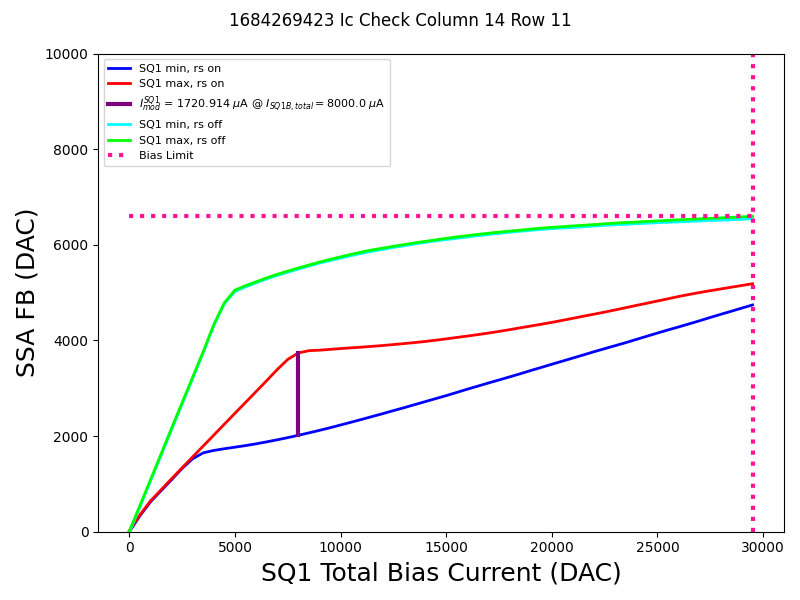 1684269423 Ic Check Column 14 Row 11
10000
8000
6000
4000
2000
0
SSA FB (DAC)
SQ1 min, rs on
SQ1 max, rs on
I_{mod}^{SQ1} = 1720.914 μA @ I_{SQ1B,total} = 8000.0 μA
SQ1 min, rs off
SQ1 max, rs off
Bias Limit
0 5000 10000 15000 20000 25000 30000
SQ1 Total Bias Current (DAC)